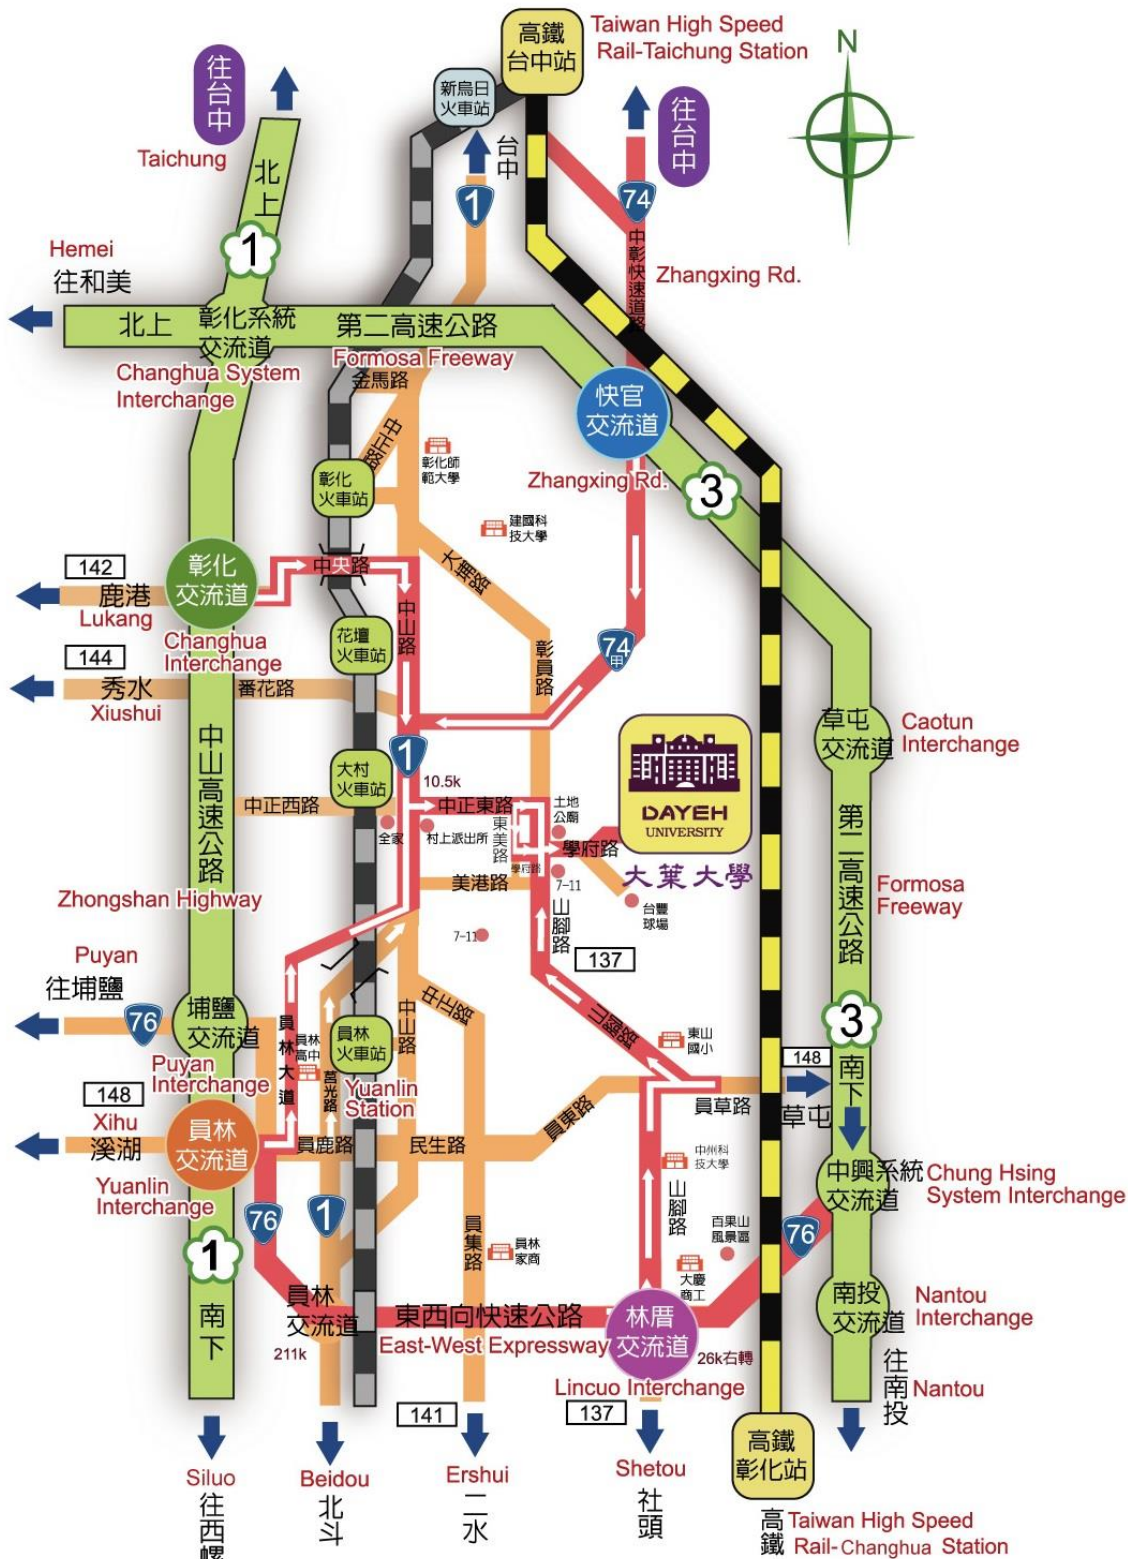 高鐵
台中站
Taiwan High Speed
Rail-Taichung Station
N
往台中
新烏日
火車站
台中
往台中
Taichung
北上
1
74
1
中彰快速道路
Hemei
往和美
Zhangxing Rd.
北上
彰化系統
交流道
第二高速公路
Formosa Freeway
Changhua System
Interchange
金馬路
快官
交流道
中正路
彰化師
範大學
Zhangxing Rd.
3
彰化
火車站
建國科
技大學
大埔路
142
鹿港
Lukang
彰化
交流道
中央路
Changhua
Interchange
中山路
花壇
火車站
彰員路
74
甲
144
秀水
Xiushui
番花路
草屯
交流道
Caotun
Interchange
中山高速公路
1
大村
火車站
10.5k
DAYEH
UNIVERSITY
大葉大學
中正西路
中正東路
土地
公廟
全家
村上派出所
東美路
學府路
學府路
7-11
美港路
台豐
球場
第二高速公路
Formosa
Freeway
Zhongshan Highway
7-11
山腳路
137
Puyan
往埔鹽
76
埔鹽
交流道
Puyan
Interchange
員林大道
員林
高中
莒光路
員林
火車站
Yuanlin
Station
中山路
中正路
山腳路
東山
國小
3
148
南下
草屯
148
Xihu
溪湖
員林
交流道
Yuanlin
Interchange
員鹿路
民生路
員東路
員草路
中州科
技大學
中興系統
交流道
Chung Hsing
System Interchange
76
1
員集路
山腳路
百果山
風景區
76
1
員林
家商
大慶
商工
南下
員林
交流道
211k
東西向快速公路
East-West Expressway
林厝
交流道
26k右轉
Lincuo Interchange
南投
交流道
Nantou
Interchange
往南投
Nantou
141
137
高鐵
彰化站
Siluo
往西螺
Beidou
北斗
Ershui
二水
Shetou
社頭
高鐵
Taiwan High Speed
Rail-Changhua Station